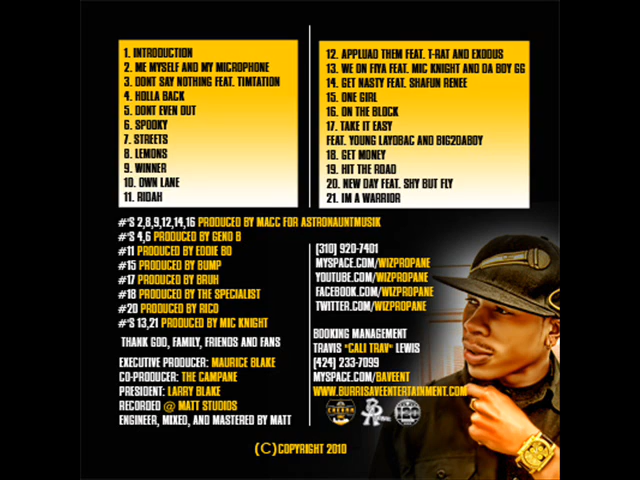 1. INTRODUCTION
2. ME MYSELF AND MY MICROPHONE
3. DONT SAY NOTHING FEAT. TIMTATION
4. HOLLA BACK
5. DONT EVEN OUT
6. SPOOKY
7. STREETS
8. LEMONS
9. WINNER
10. OWN LANE
11. RIDAH
12. APPLUAD THEM FEAT. T-RAT AND EXODUS
13. WE ON FIYA FEAT. MIC KNIGHT AND DA BOY GG
14. GET NASTY FEAT. SHAFUN RENEE
15. ONE GIRL
16. ON THE BLOCK
17. TAKE IT EASY
FEAT. YOUNG LAYDBAC AND BIG2DABOY
18. GET MONEY
19. HIT THE ROAD
20. NEW DAY FEAT. SHY BUT FLY
21. IM A WARRIOR
#'S 2,8,9,12,14,16 PRODUCED BY MACC FOR ASTRONAUNTMUSIK
#'S 4,6 PRODUCED BY GENO B
#11 PRODUCED BY EDDIE BO
#15 PRODUCED BY BUMP
#17 PRODUCED BY BRUH
#18 PRODUCED BY THE SPECIALIST
#20 PRODUCED BY RICO
#'S 13,21 PRODUCED BY MIC KNIGHT
THANK GOD, FAMILY, FRIENDS AND FANS
EXECUTIVE PRODUCER: MAURICE BLAKE
CO-PRODUCER: THE CAMPANE
PRESIDENT: LARRY BLAKE
RECORDED @ MATT STUDIOS
ENGINEER, MIXED, AND MASTERED BY MATT
(310) 920-7401
MYSPACE.COM/WIZPROPANE
YOUTUBE.COM/WIZPROPANE
FACEBOOK.COM/WIZPROPANE
TWITTER.COM/WIZPROPANE
BOOKING MANAGEMENT
TRAVIS "CALI TRAV" LEWIS
(424) 233-7099
MYSPACE.COM/BAVEENT
WWW.BURRISAVEENTERTAINMENT.COM
(C)COPYRIGHT 2010